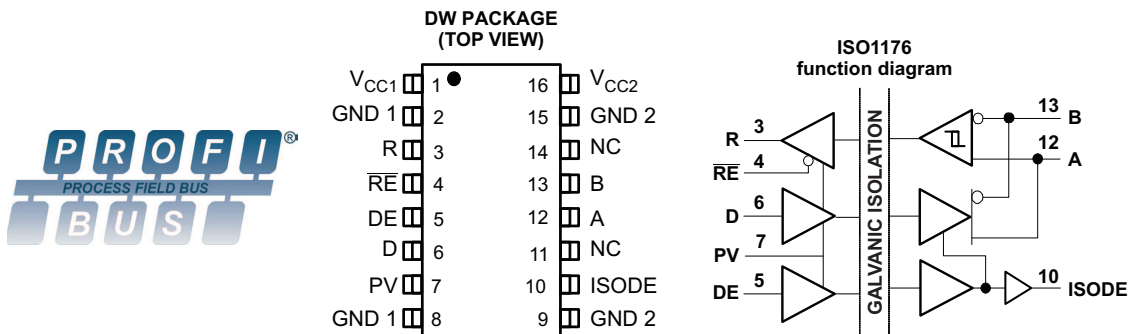 PROFI®
PROCESS FIELD BUS
BUS
DW PACKAGE
(TOP VIEW)
VCC1 1 16 VCC2
GND 1 2 15 GND 2
R 3 14 NC
RE 4 13 B
DE 5 12 A
D 6 11 NC
PV 7 10 ISODE
GND 1 8 9 GND 2
ISO1176
function diagram
GALVANIC ISOLATION
R 3
RE 4
D 6
PV 7
DE 5
13 B
12 A
10 ISODE